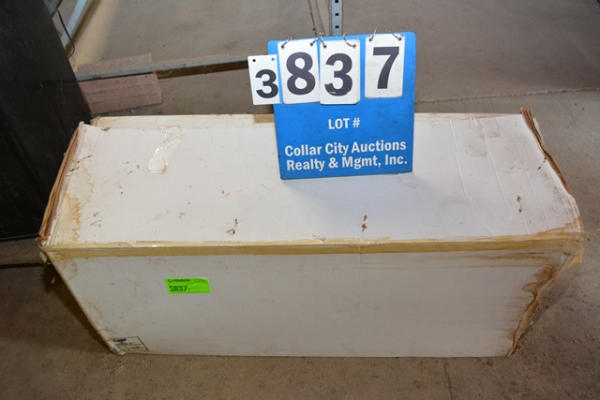 3837
LOT #
Collar City Auctions
Realty & Mgmt, Inc.
3837